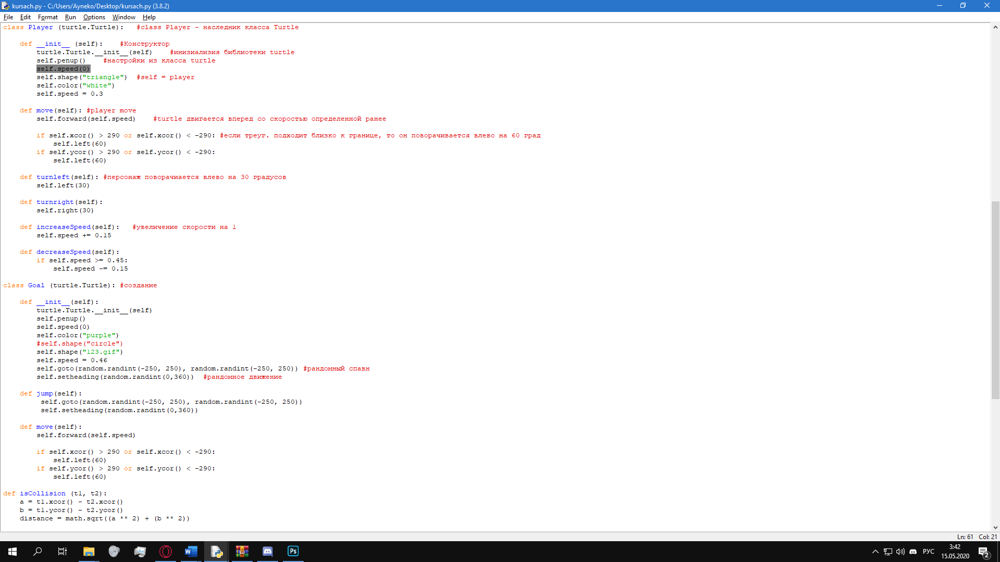 kursach.py - C:/Users/Ayneko/Desktop/kursach.py (3.8.2)
File Edit Format Run Options Window Help
class Player (turtle.Turtle):   #class Player - наследник класса Turtle
    def __init__ (self):    #Конструктор
        turtle.Turtle.__init__(self)    #инизиализия библиотеки turtle
        self.penup()    #настройки из класса turtle
        self.speed(0)
        self.shape("triangle")  #self = player
        self.color("white")
        self.speed = 0.3
    def move(self): #player move
        self.forward(self.speed)    #turtle двигается вперед со скоростью определенной ранее
        if self.xcor() > 290 or self.xcor() < -290: #если треуг. подходит близко к границе, то он поворачивается влево на 60 град
            self.left(60)
        if self.ycor() > 290 or self.ycor() < -290:
            self.left(60)
    def turnleft(self): #персонаж поворачиается влево на 30 градусов
        self.left(30)
    def turnright(self):
        self.right(30)
    def increaseSpeed(self):   #увеличение скорости на 1
        self.speed += 0.15
    def decreaseSpeed(self):
        if self.speed >= 0.45:
            self.speed -= 0.15
class Goal (turtle.Turtle): #создание
    def __init__(self):
        turtle.Turtle.__init__(self)
        self.penup()
        self.speed(0)
        self.color("purple")
        #self.shape("circle")
        self.shape("123.gif")
        self.speed = 0.46
        self.goto(random.randint(-250, 250), random.randint(-250, 250)) #рандомный спавн
        self.setheading(random.randint(0,360))  #рандомное движение
    def jump(self):
         self.goto(random.randint(-250, 250), random.randint(-250, 250))
         self.setheading(random.randint(0,360))
    def move(self):
        self.forward(self.speed)
        if self.xcor() > 290 or self.xcor() < -290:
            self.left(60)
        if self.ycor() > 290 or self.ycor() < -290:
            self.left(60)
def isCollision (t1, t2):
    a = t1.xcor() - t2.xcor()
    b = t1.ycor() - t2.ycor()
    distance = math.sqrt((a ** 2) + (b ** 2))
Ln: 61 Col: 21
W
Ps
РУС
3:42
15.05.2020
2